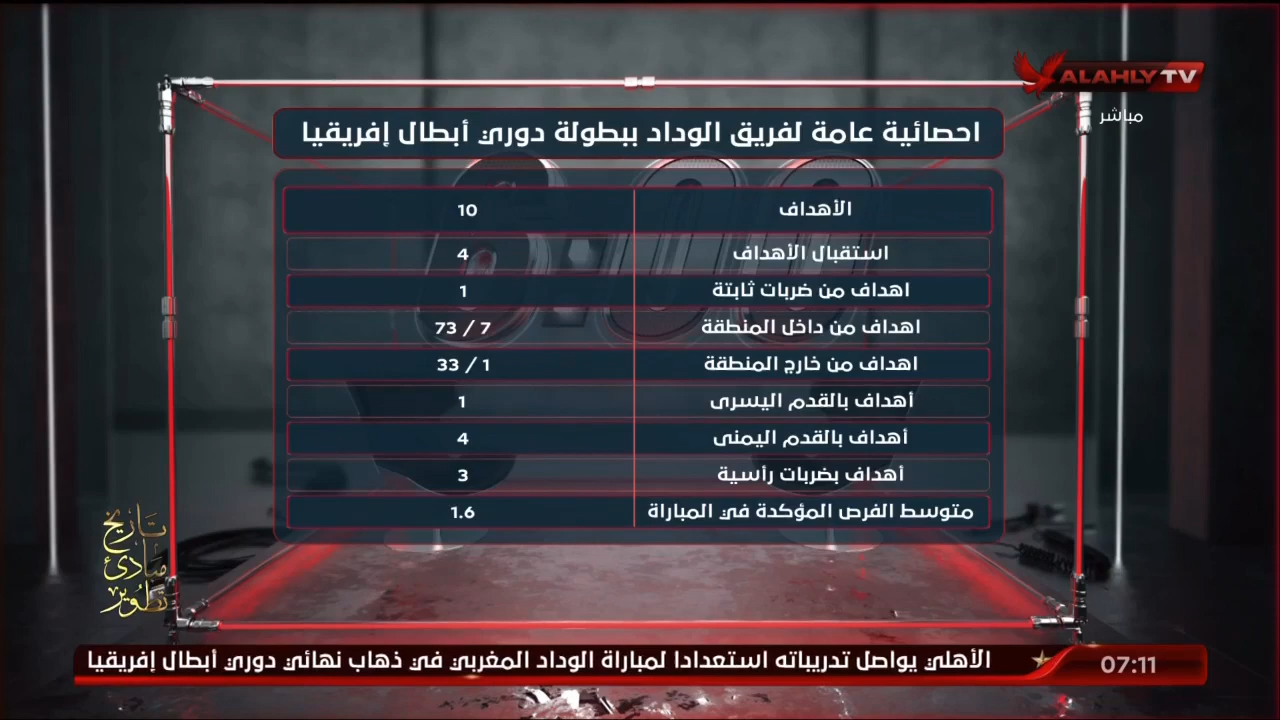 ALAHLY TV
مباشر
احصائية عامة لفريق الوداد ببطولة دوري أبطال إفريقيا
الأهداف 10
استقبال الأهداف 4
اهداف من ضربات ثابتة 1
اهداف من داخل المنطقة 7 / 73
اهداف من خارج المنطقة 1 / 33
أهداف بالقدم اليسرى 1
أهداف بالقدم اليمنى 4
أهداف بضربات رأسية 3
متوسط الفرص المؤكدة في المباراة 1.6
تاريخ
مبادئ
تطوير
07:11 الأهلي يواصل تدريباته استعدادا لمباراة الوداد المغربي في ذهاب نهائي دوري أبطال إفريقيا